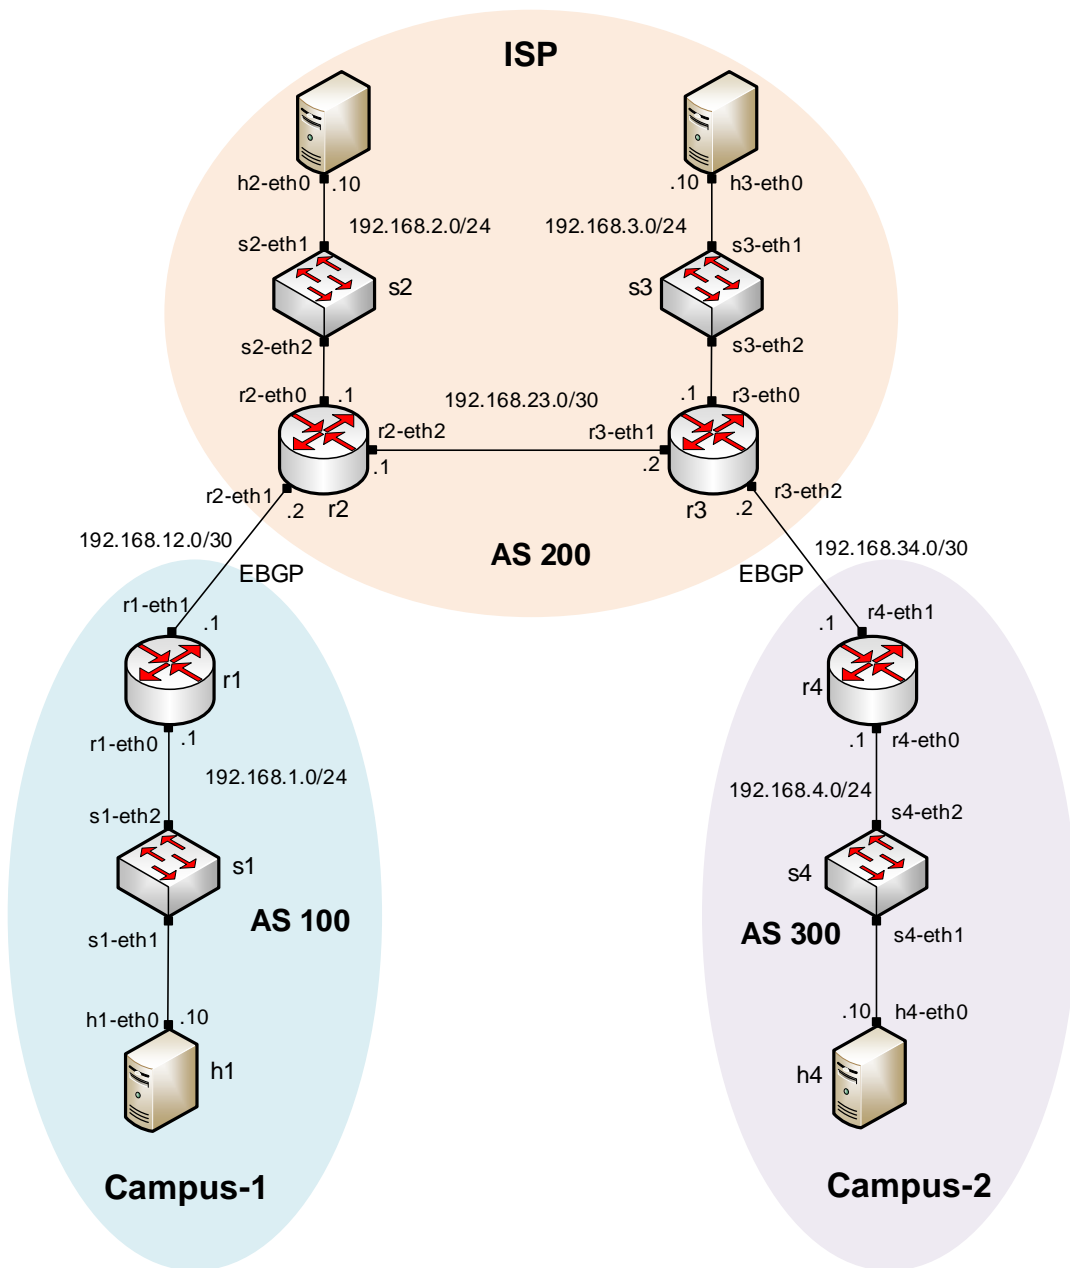 ISP
h2-eth0
.10
.10
h3-eth0
192.168.2.0/24
192.168.3.0/24
s2-eth1
s3-eth1
s2
s3
s2-eth2
s3-eth2
r2-eth0
.1
192.168.23.0/30
.1
r3-eth0
r2-eth2
r3-eth1
.1
.2
r2-eth1
.2
r2
r3
.2
r3-eth2
192.168.12.0/30
AS 200
192.168.34.0/30
EBGP
EBGP
r1-eth1
.1
.1
r4-eth1
r1
r4
r1-eth0
.1
.1
r4-eth0
192.168.1.0/24
192.168.4.0/24
s1-eth2
s4-eth2
s1
s4
AS 100
AS 300
s1-eth1
s4-eth1
h1-eth0
.10
.10
h4-eth0
h1
h4
Campus-1
Campus-2